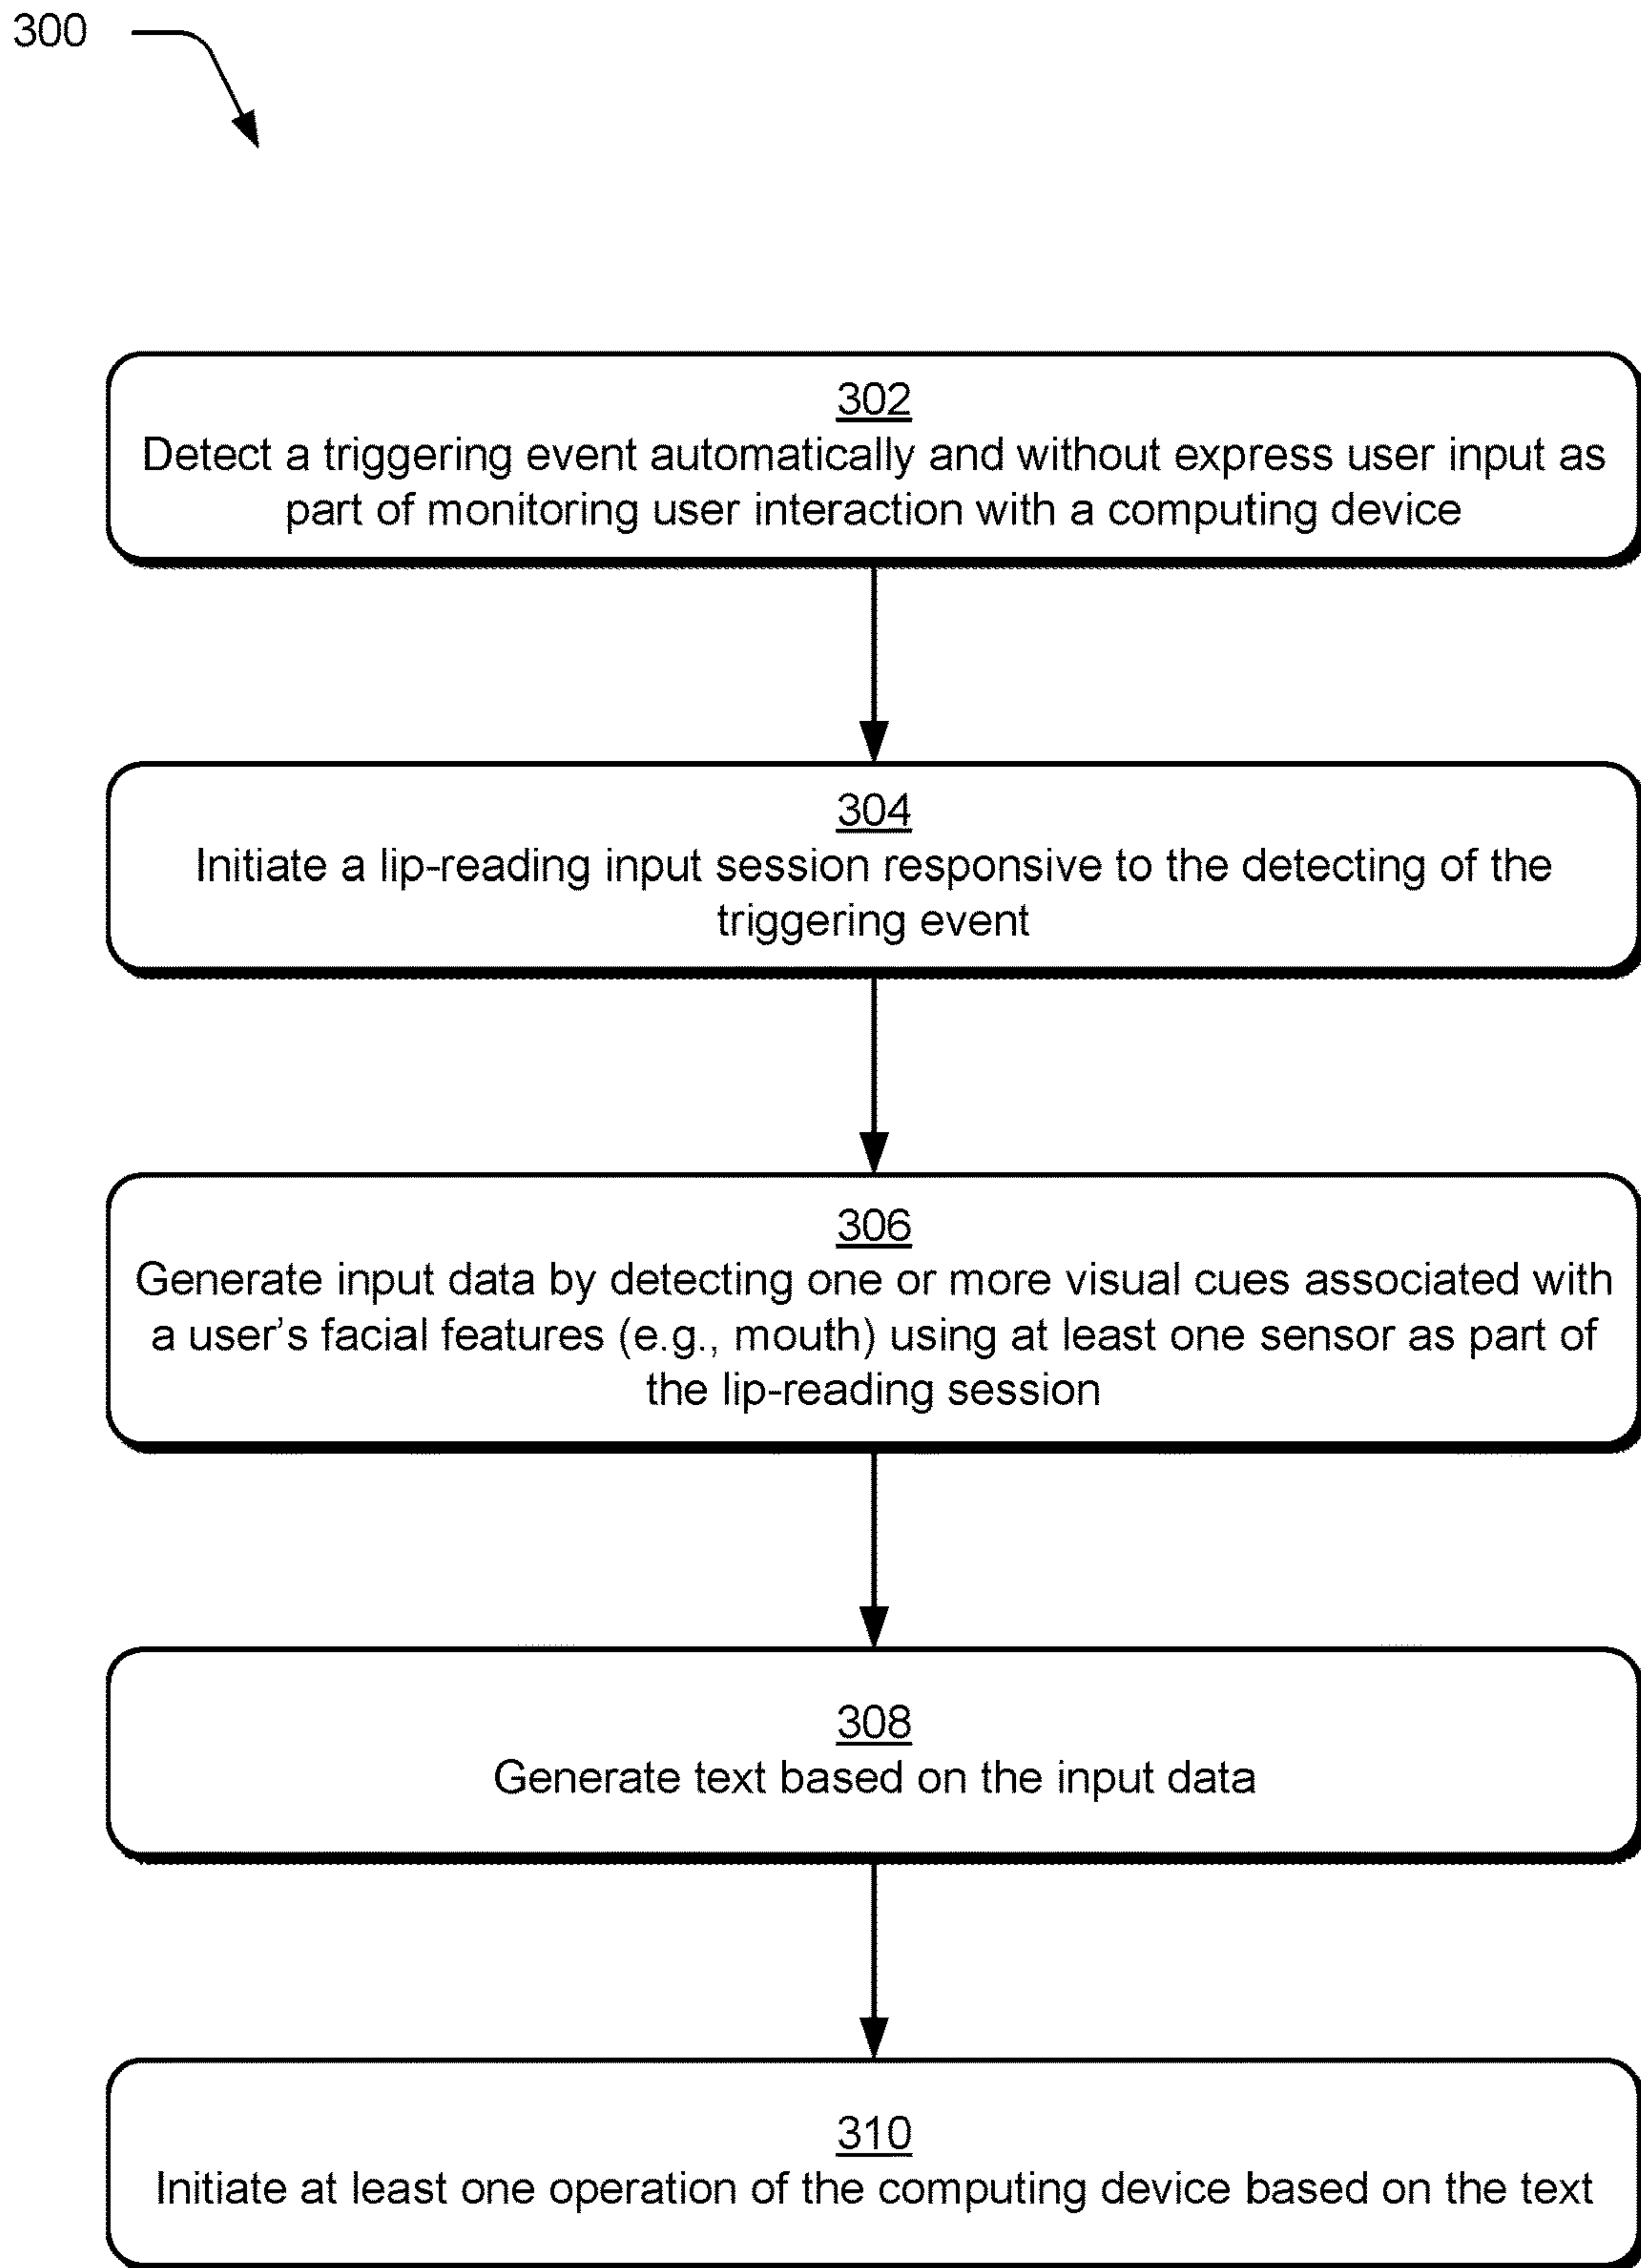 300
302
Detect a triggering event automatically and without express user input as
part of monitoring user interaction with a computing device
304
Initiate a lip-reading input session responsive to the detecting of the
triggering event
306
Generate input data by detecting one or more visual cues associated with
a user's facial features (e.g., mouth) using at least one sensor as part of
the lip-reading session
308
Generate text based on the input data
310
Initiate at least one operation of the computing device based on the text